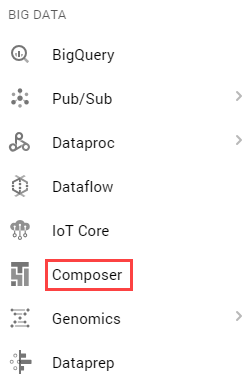 BIG DATA
BigQuery
Pub/Sub
Dataproc
Dataflow
IoT Core
Composer
Genomics
Dataprep